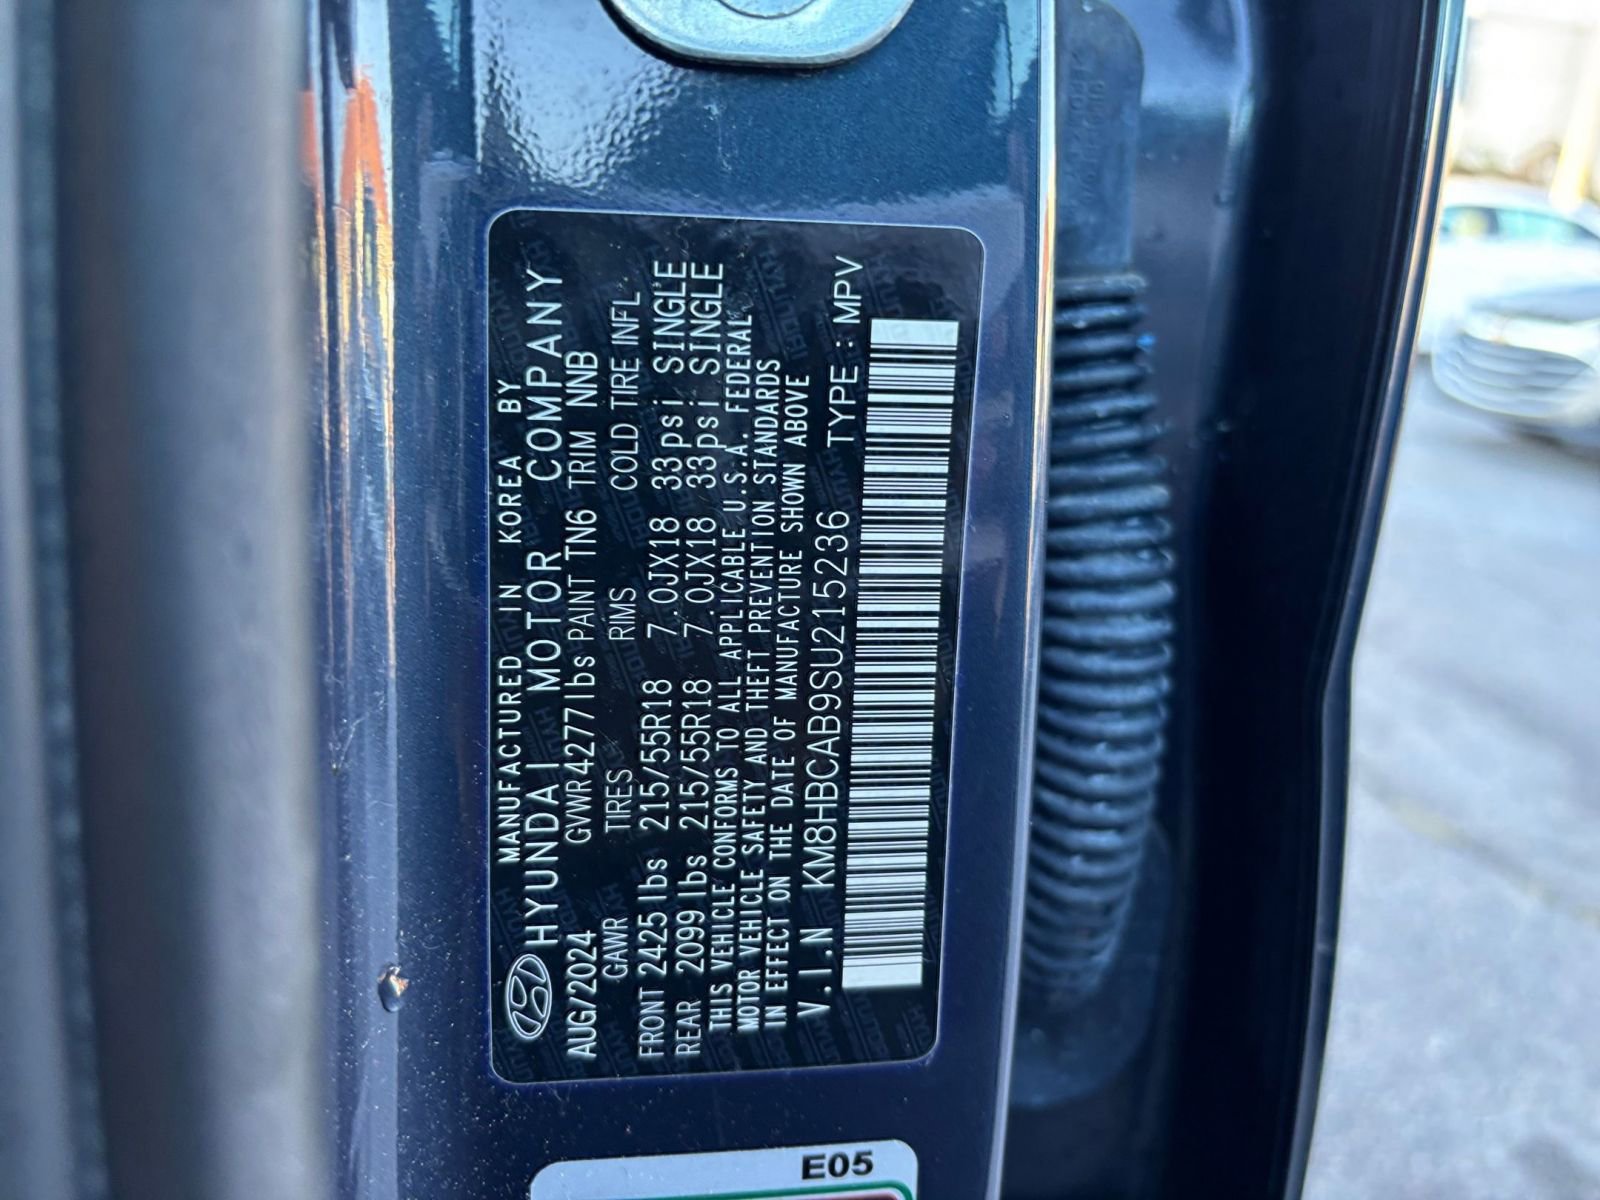 MANUFACTURED IN KOREA BY
HYUNDAI MOTOR COMPANY
AUG/2024 GVWR4277lbs PAINT TN6 TRIM NNB
GAWR TIRES RIMS COLD TIRE INFL
FRONT 2425lbs 215/55R18 7.0JX18 33psi SINGLE
REAR 2099lbs 215/55R18 7.0JX18 33psi SINGLE
THIS VEHICLE CONFORMS TO ALL APPLICABLE U.S.A. FEDERAL
MOTOR VEHICLE SAFETY AND THEFT PREVENTION STANDARDS
IN EFFECT ON THE DATE OF MANUFACTURE SHOWN ABOVE
V.I.N KM8HBCAB9SU215236 TYPE : MPV
E05